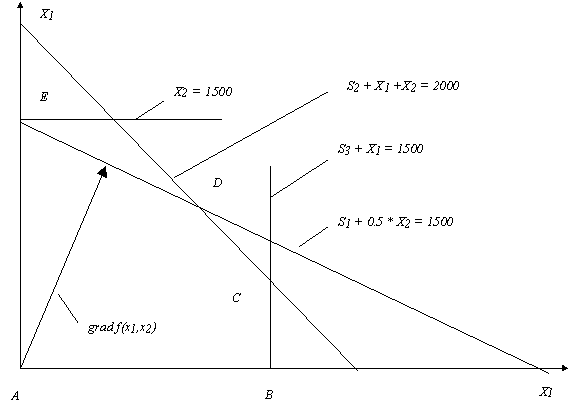 X1
E
X2 = 1500
S2 + X1 +X2 = 2000
S3 + X1 = 1500
D
S1 + 0.5 * X2 = 1500
C
gradf(x1,x2)
A
B
X1